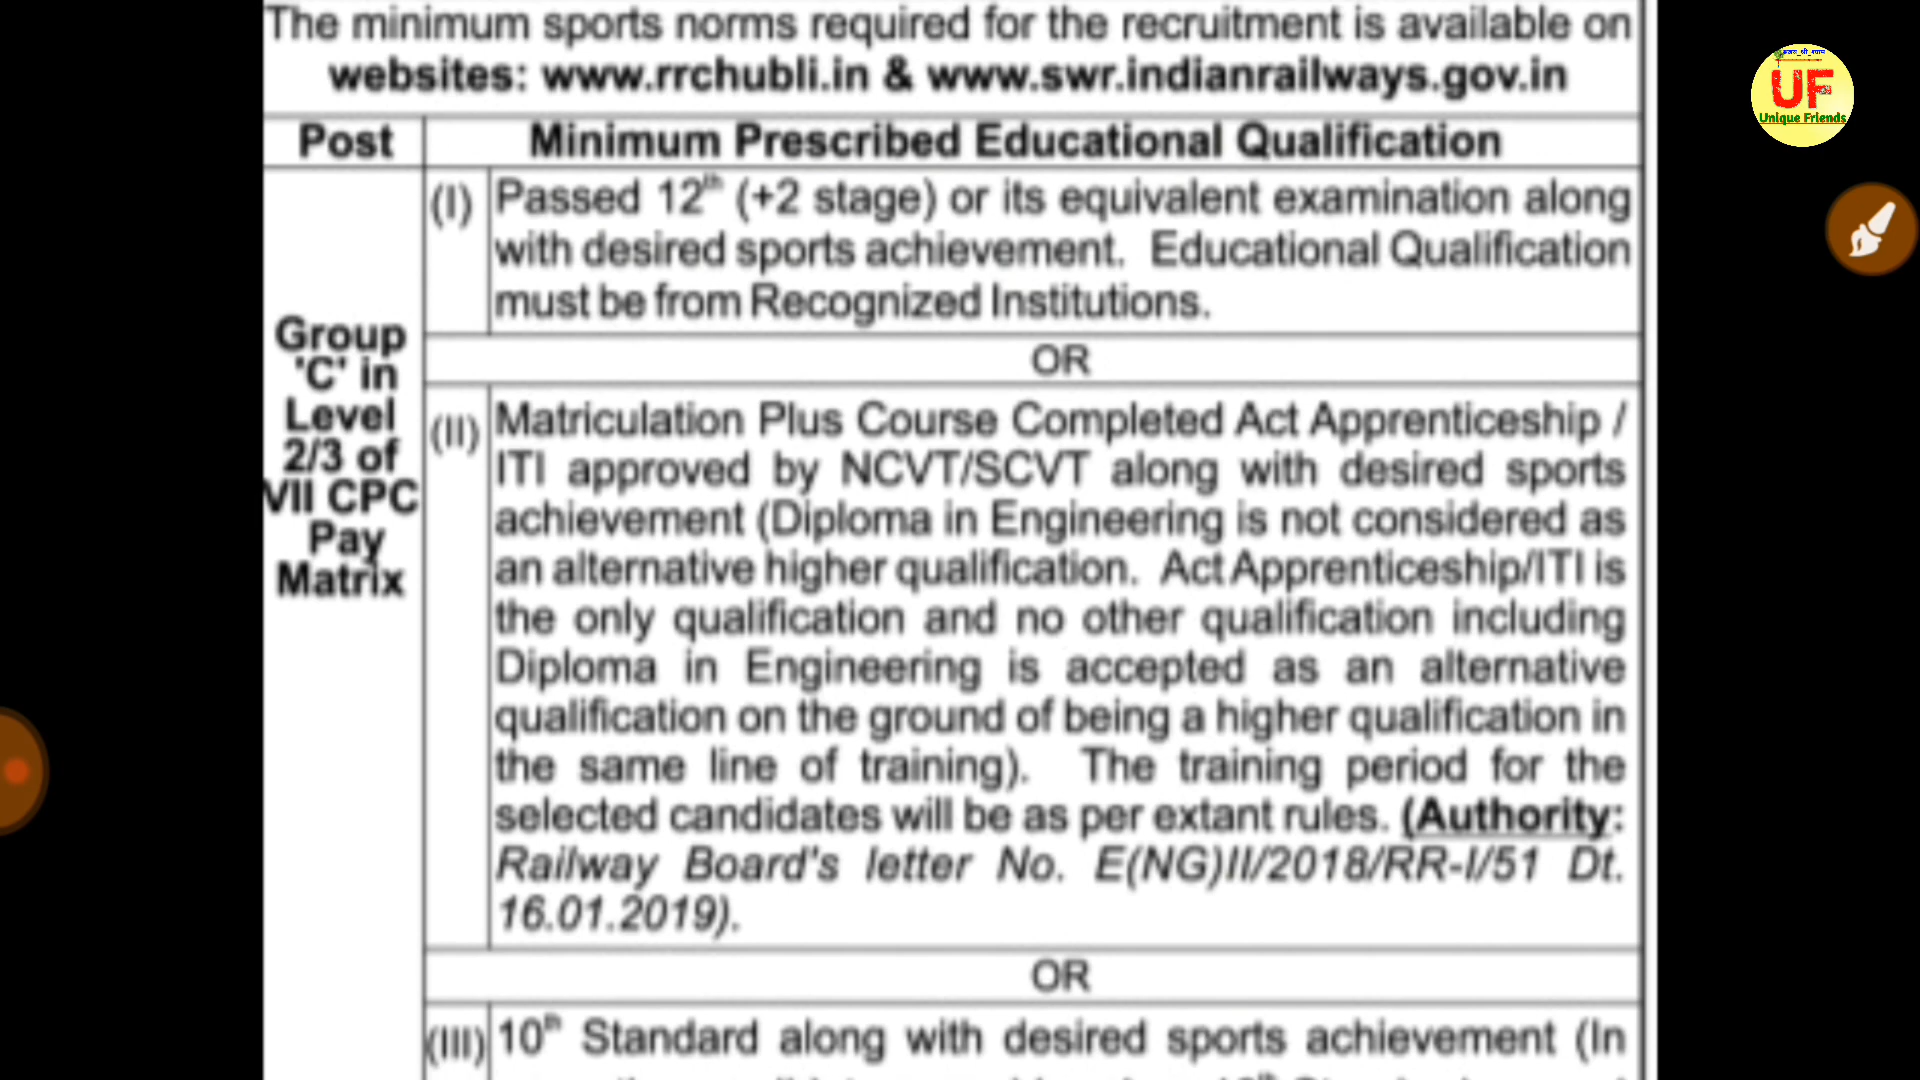 The minimum sports norms required for the recruitment is available on
websites: www.rrchubli.in & www.swr.indianrailways.gov.in
Post
Minimum Prescribed Educational Qualification
Group
'C' in
Level
2/3 of
VII CPC
Pay
Matrix
(I)
Passed 12th (+2 stage) or its equivalent examination along
with desired sports achievement. Educational Qualification
must be from Recognized Institutions.
OR
(II)
Matriculation Plus Course Completed Act Apprenticeship /
ITI approved by NCVT/SCVT along with desired sports
achievement (Diploma in Engineering is not considered as
an alternative higher qualification. Act Apprenticeship/ITI is
the only qualification and no other qualification including
Diploma in Engineering is accepted as an alternative
qualification on the ground of being a higher qualification in
the same line of training). The training period for the
selected candidates will be as per extant rules. (Authority:
Railway Board's letter No. E(NG)II/2018/RR-I/51 Dt.
16.01.2019).
OR
(III)
10th Standard along with desired sports achievement (In
UF
Unique Friends